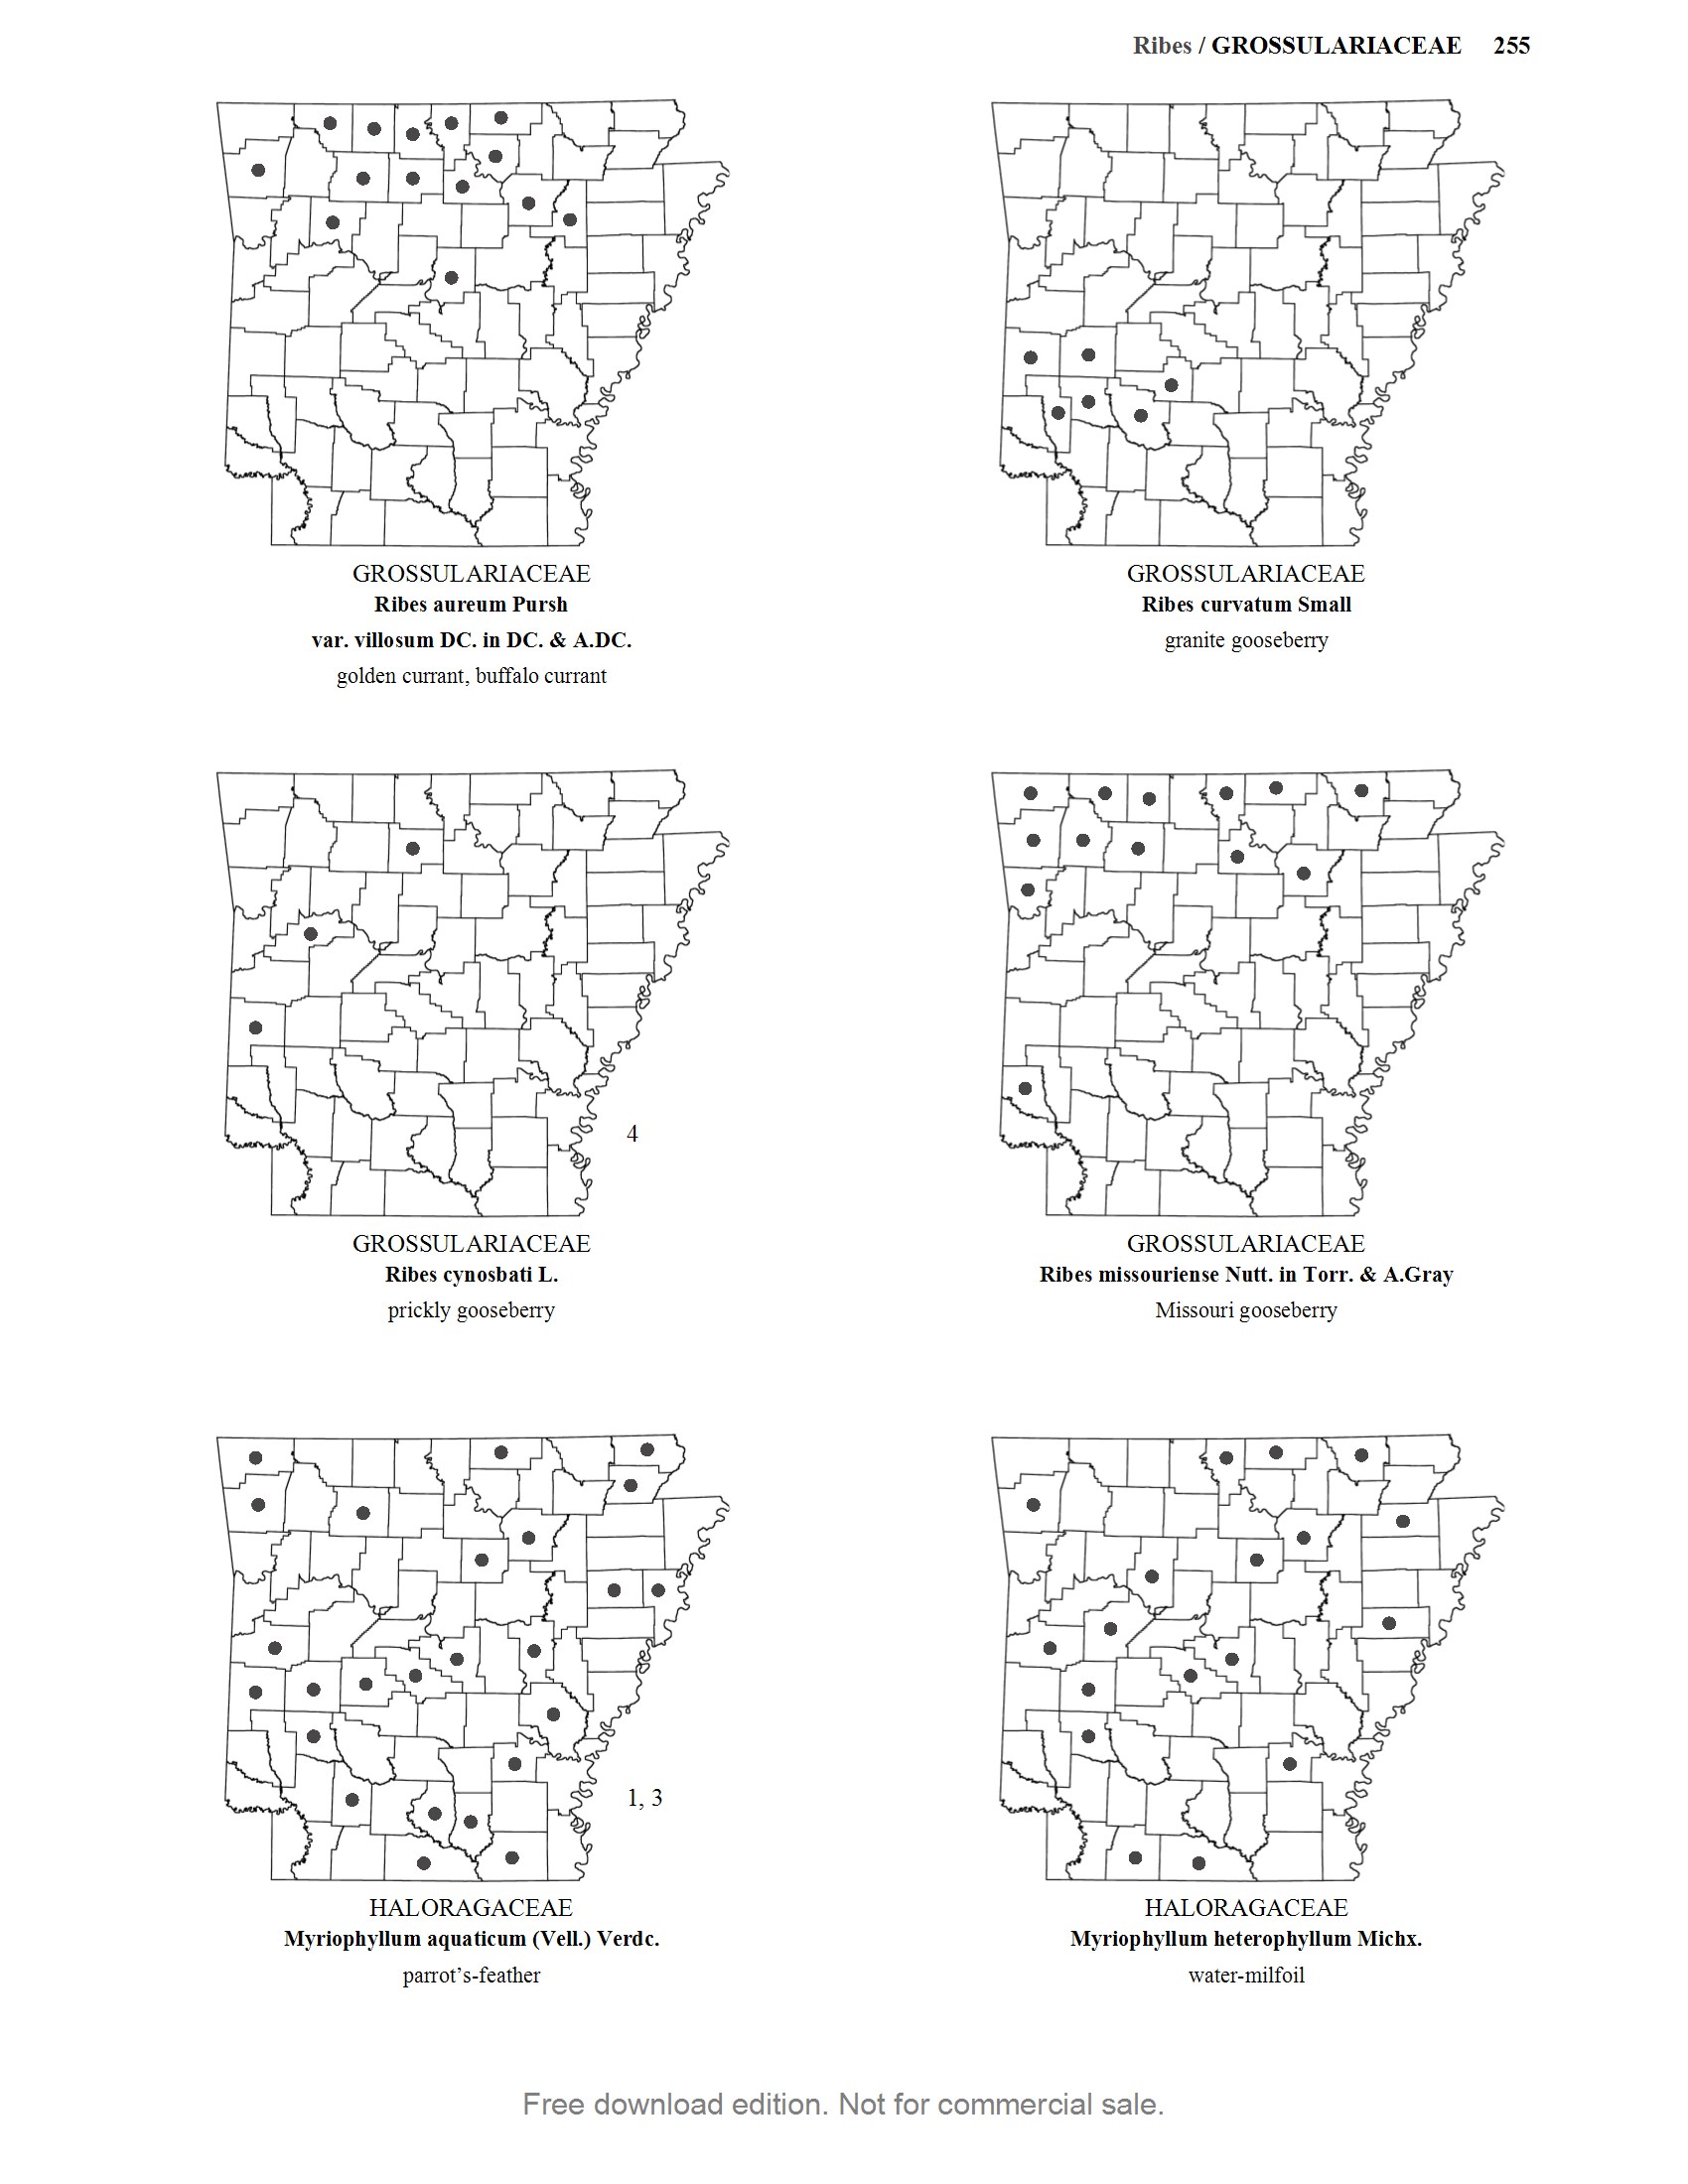 Ribes / GROSSULARIACEAE 255
GROSSULARIACEAE
Ribes aureum Pursh
var. villosum DC. in DC. & A.DC.
golden currant, buffalo currant
GROSSULARIACEAE
Ribes curvatum Small
granite gooseberry
4
GROSSULARIACEAE
Ribes cynosbati L.
prickly gooseberry
GROSSULARIACEAE
Ribes missouriense Nutt. in Torr. & A.Gray
Missouri gooseberry
1, 3
HALORAGACEAE
Myriophyllum aquaticum (Vell.) Verdc.
parrot’s-feather
HALORAGACEAE
Myriophyllum heterophyllum Michx.
water-milfoil
Free download edition. Not for commercial sale.